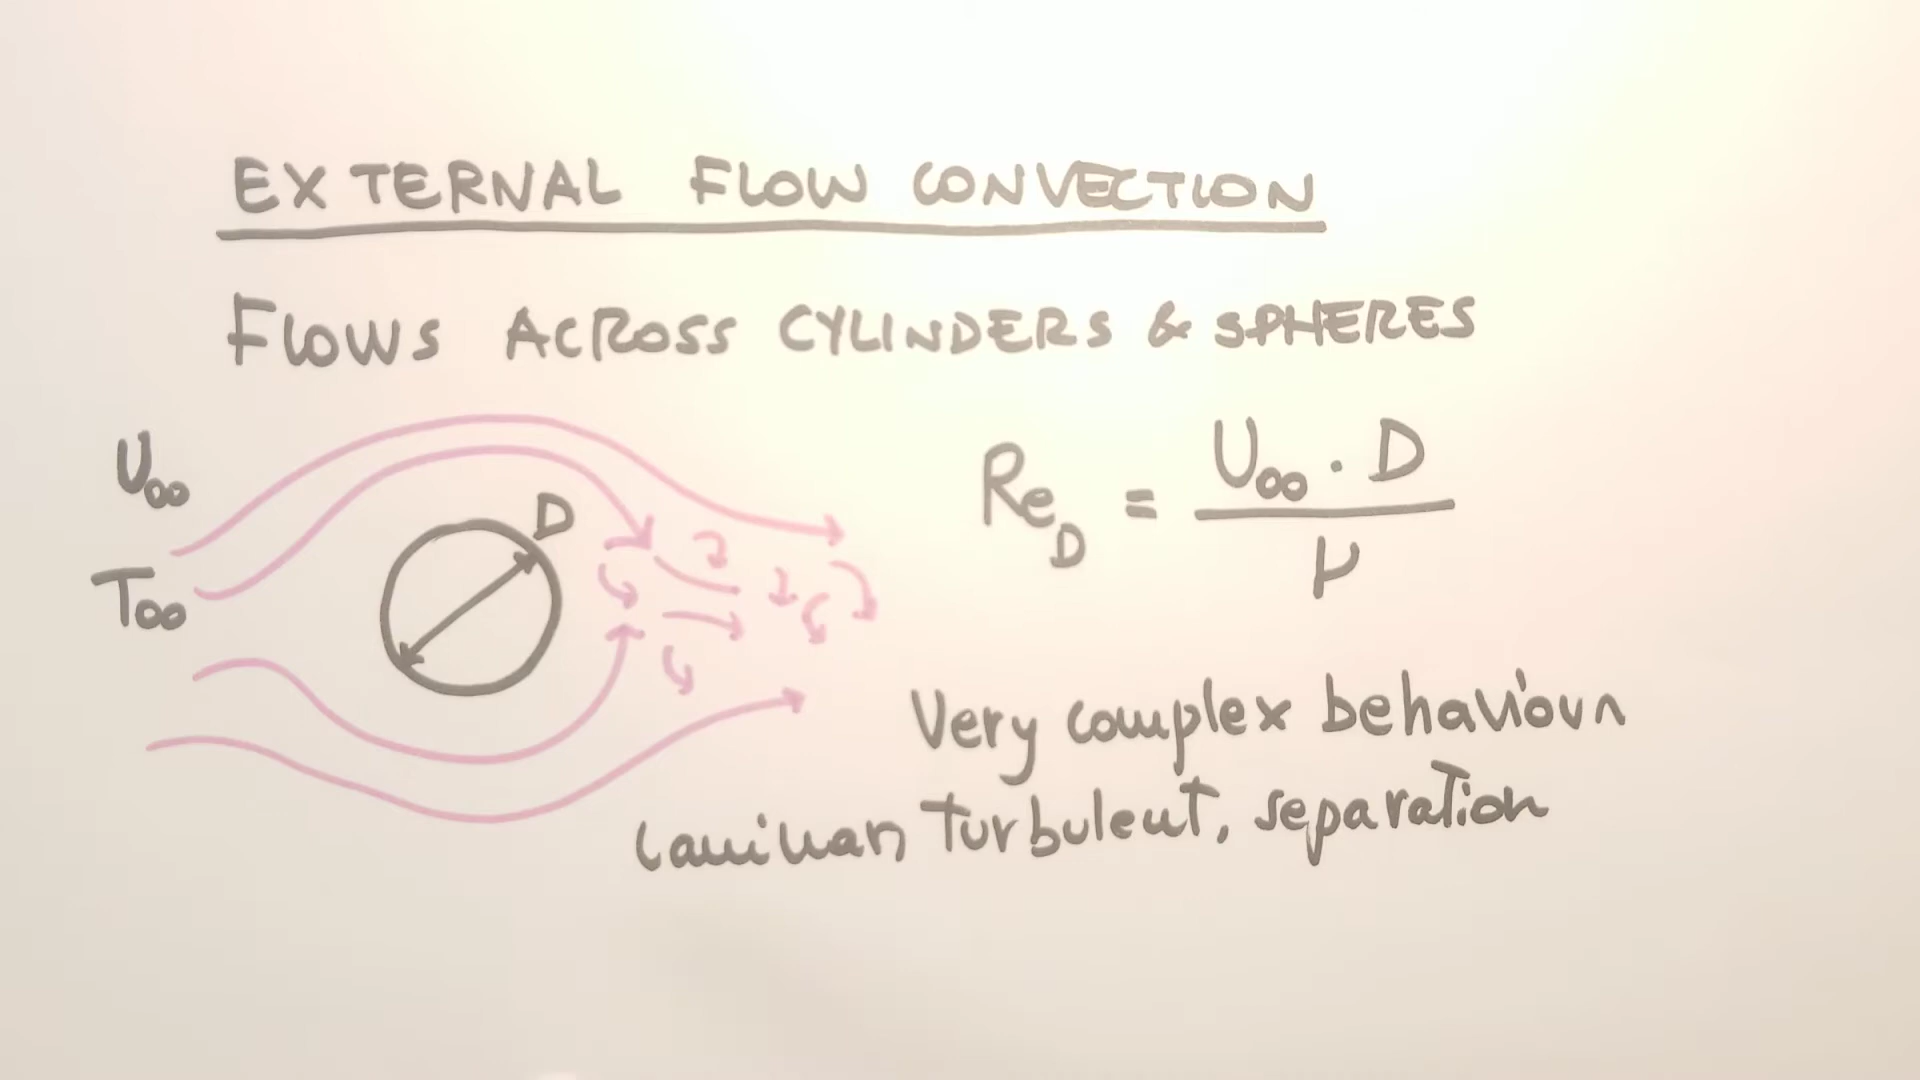 EXTERNAL FLOW CONVECTION
FLOWS ACROSS CYLINDERS & SPHERES
U∞
T∞
D
Re_D = U∞ · D / ν
Very complex behaviour
laminar turbulent, separation